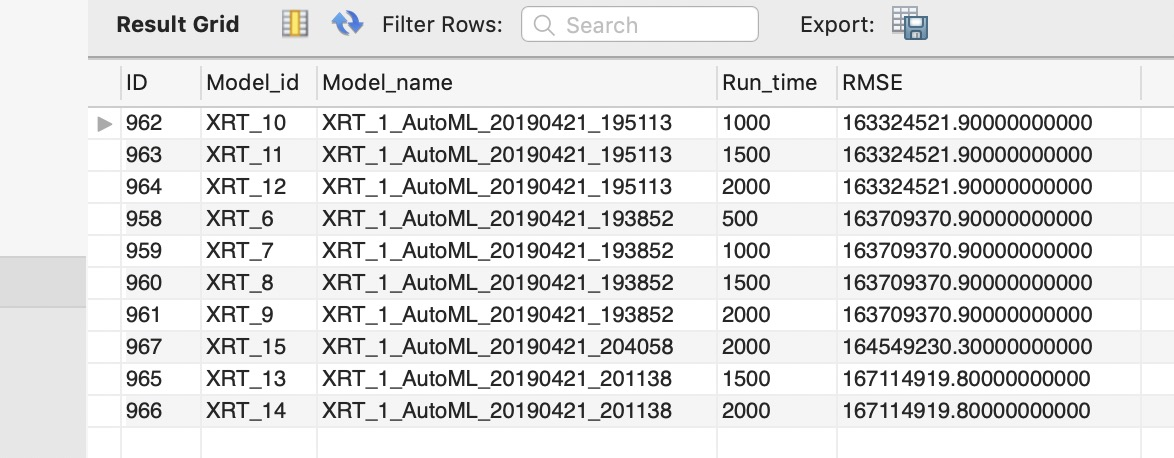 Result Grid Filter Rows: Search Export:
ID Model_id Model_name Run_time RMSE
962 XRT_10 XRT_1_AutoML_20190421_195113 1000 163324521.90000000000
963 XRT_11 XRT_1_AutoML_20190421_195113 1500 163324521.90000000000
964 XRT_12 XRT_1_AutoML_20190421_195113 2000 163324521.90000000000
958 XRT_6 XRT_1_AutoML_20190421_193852 500 163709370.90000000000
959 XRT_7 XRT_1_AutoML_20190421_193852 1000 163709370.90000000000
960 XRT_8 XRT_1_AutoML_20190421_193852 1500 163709370.90000000000
961 XRT_9 XRT_1_AutoML_20190421_193852 2000 163709370.90000000000
967 XRT_15 XRT_1_AutoML_20190421_204058 2000 164549230.30000000000
965 XRT_13 XRT_1_AutoML_20190421_201138 1500 167114919.80000000000
966 XRT_14 XRT_1_AutoML_20190421_201138 2000 167114919.80000000000